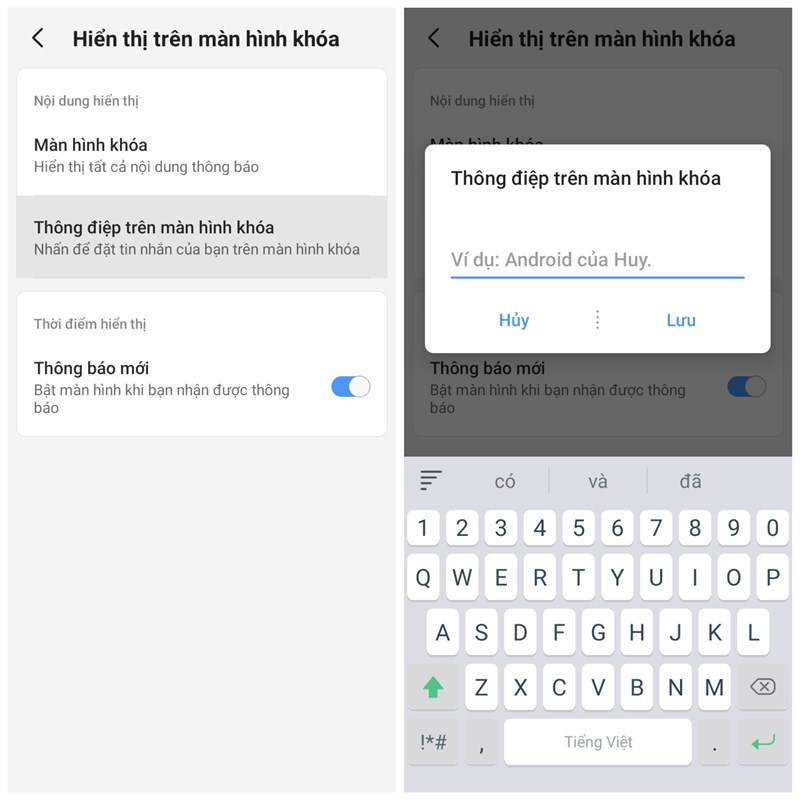 Hiển thị trên màn hình khóa
Nội dung hiển thị
Màn hình khóa
Hiển thị tất cả nội dung thông báo
Thông điệp trên màn hình khóa
Nhấn để đặt tin nhắn của bạn trên màn hình khóa
Thời điểm hiển thị
Thông báo mới
Bật màn hình khi bạn nhận được thông
báo
Hiển thị trên màn hình khóa
Nội dung hiển thị
Màn hình khóa
Thông điệp trên màn hình khóa
Ví dụ: Android của Huy.
Hủy
Lưu
Thông báo mới
Bật màn hình khi bạn nhận được thông
báo
có và đã
1 2 3 4 5 6 7 8 9 0
Q W E R T Y U I O P
A S D F G H J K L
Z X C V B N M
!*# , Tiếng Việt .